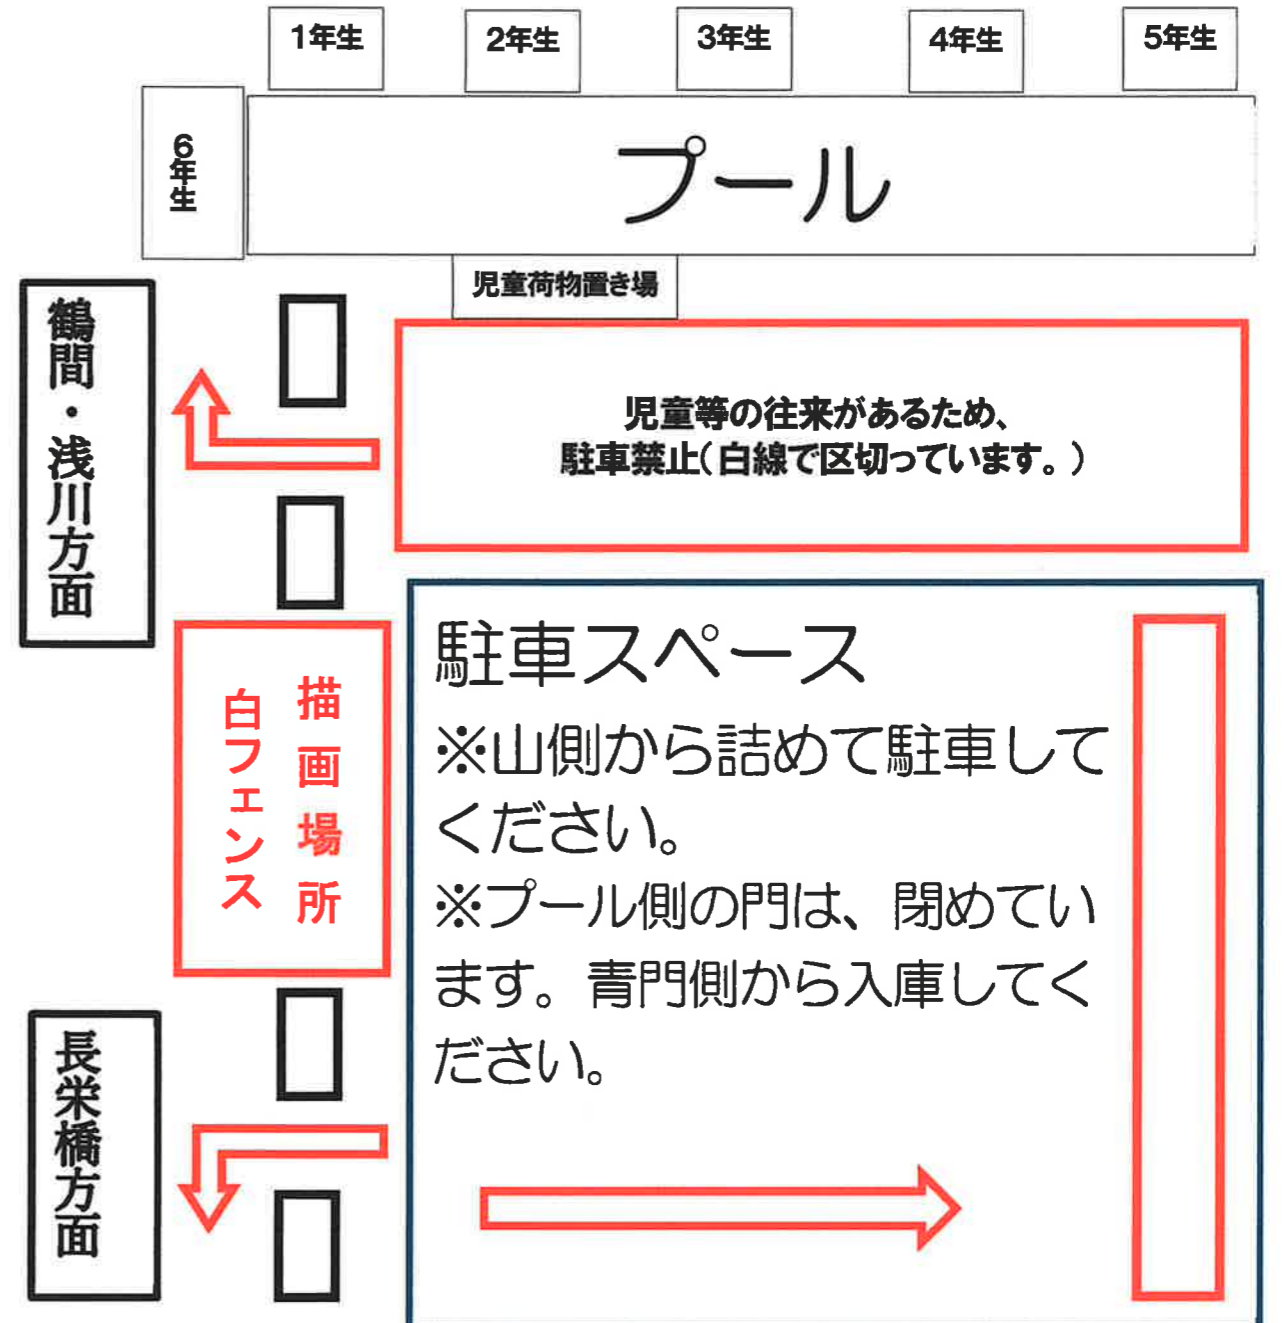 1年生
2年生
3年生
4年生
5年生
6年生
プール
児童荷物置き場
鶴間・浅川方面
児童等の往来があるため、
駐車禁止(白線で区切っています。)
描画場所
白フェンス
駐車スペース
※山側から詰めて駐車して
ください。
※プール側の門は、閉めてい
ます。青門側から入庫してく
ださい。
長栄橋方面